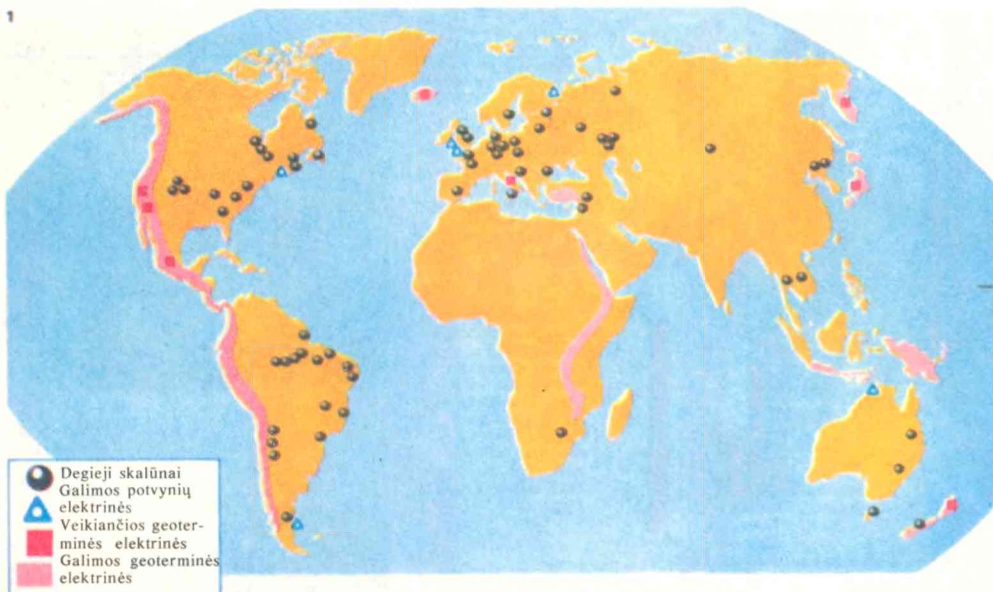 1
Degieji skalūnai
Galimos potvynių
elektrinės
Veikiančios geoter-
minės elektrinės
Galimos geoterminės
elektrinės